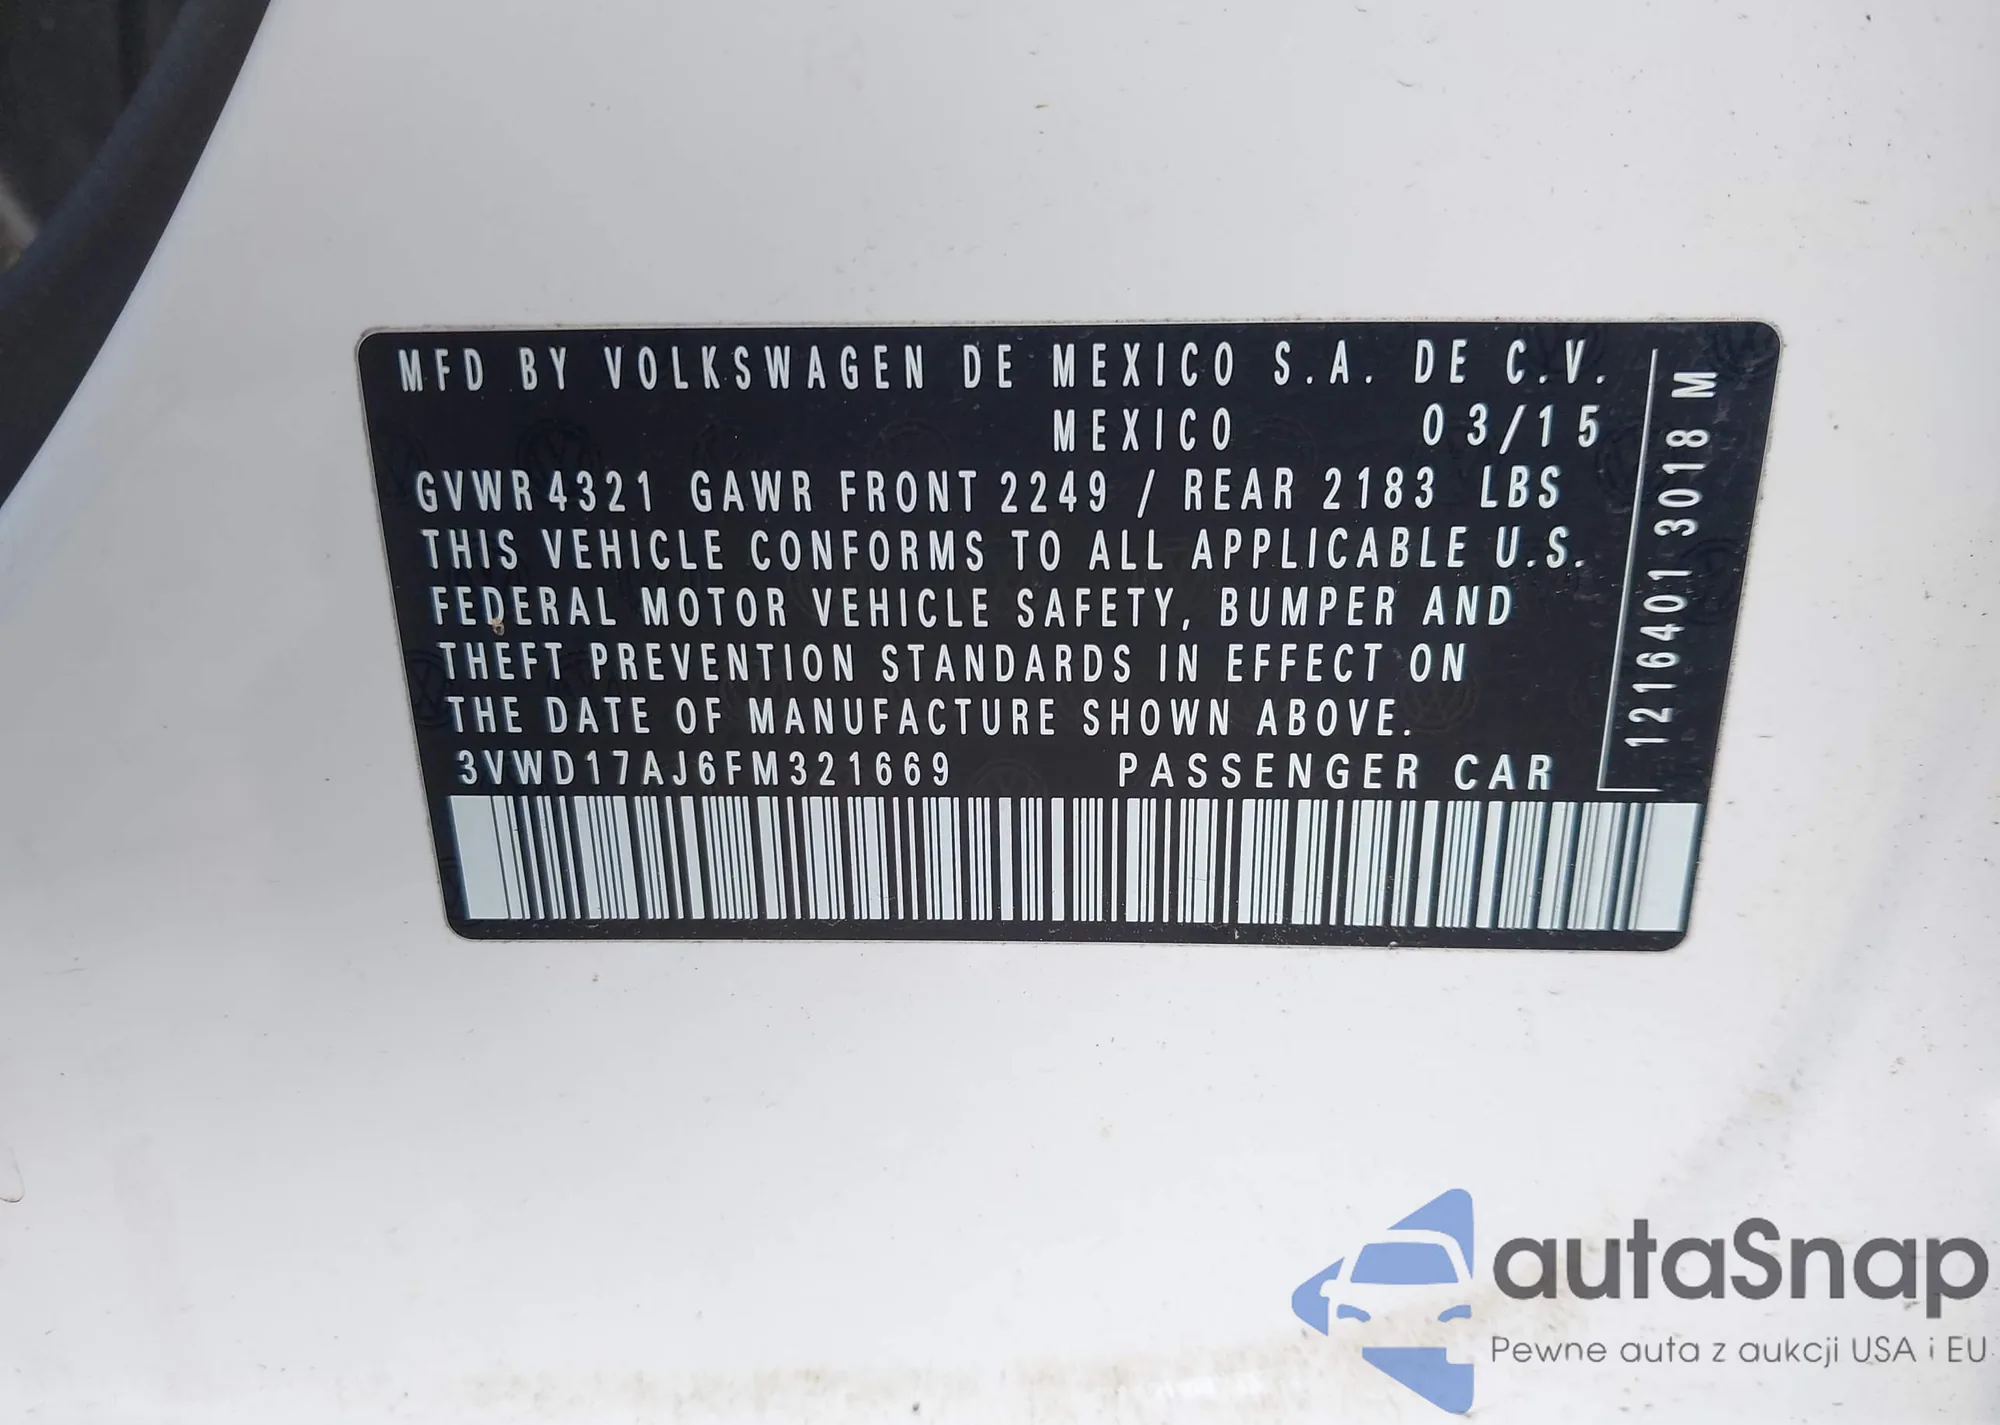 MFD BY VOLKSWAGEN DE MEXICO S.A. DE C.V.
MEXICO 03/15
GVWR 4321 GAWR FRONT 2249 / REAR 2183 LBS
THIS VEHICLE CONFORMS TO ALL APPLICABLE U.S.
FEDERAL MOTOR VEHICLE SAFETY, BUMPER AND
THEFT PREVENTION STANDARDS IN EFFECT ON
THE DATE OF MANUFACTURE SHOWN ABOVE.
3VWD17AJ6FM321669 PASSENGER CAR
1216401 3018 M
autaSnap
Pewne auta z aukcji USA i EU